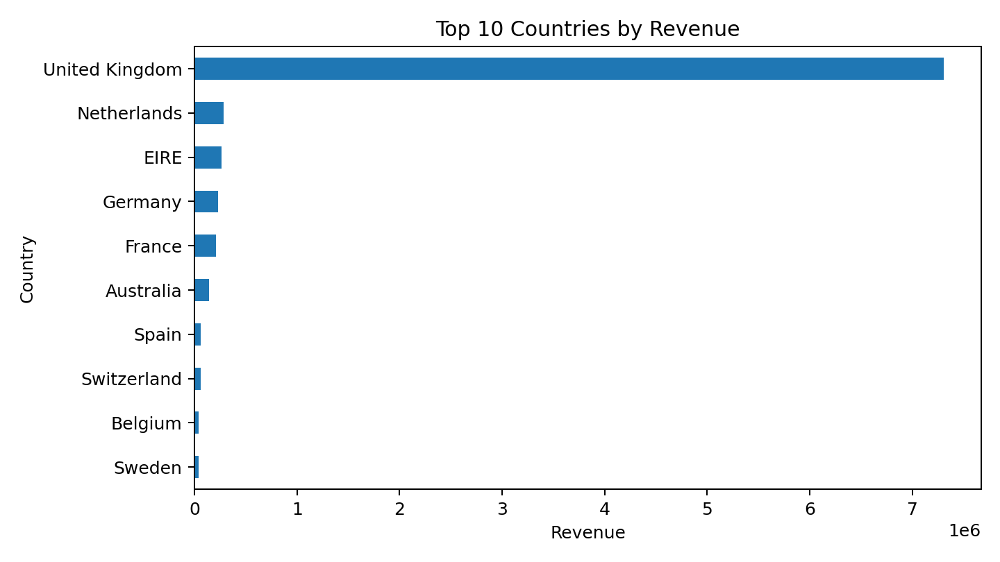 Top 10 Countries by Revenue
United Kingdom
Netherlands
EIRE
Germany
France
Australia
Spain
Switzerland
Belgium
Sweden
Country
0 1 2 3 4 5 6 7
1e6
Revenue